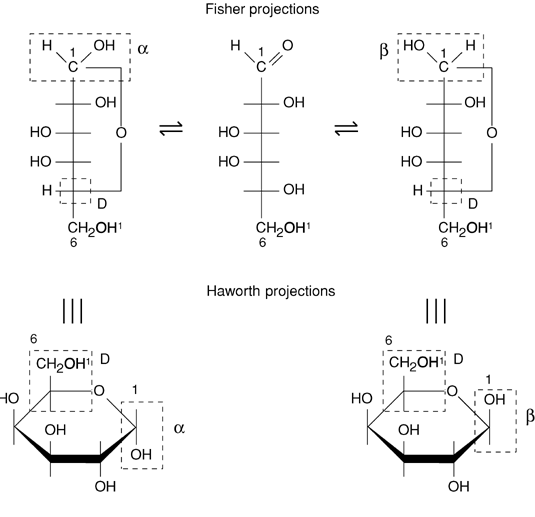 Fisher projections
H OH α
1
C
OH
HO O
HO
H D
CH₂OH¹
6
H O
1
C
OH
HO
HO
OH
CH₂OH¹
6
HO H β
1
C
OH
HO O
HO
H D
CH₂OH¹
6
Haworth projections
6
CH₂OH¹ D
O 1
HO
OH
OH α
OH
6
CH₂OH¹ D
O 1
HO OH
OH β
OH